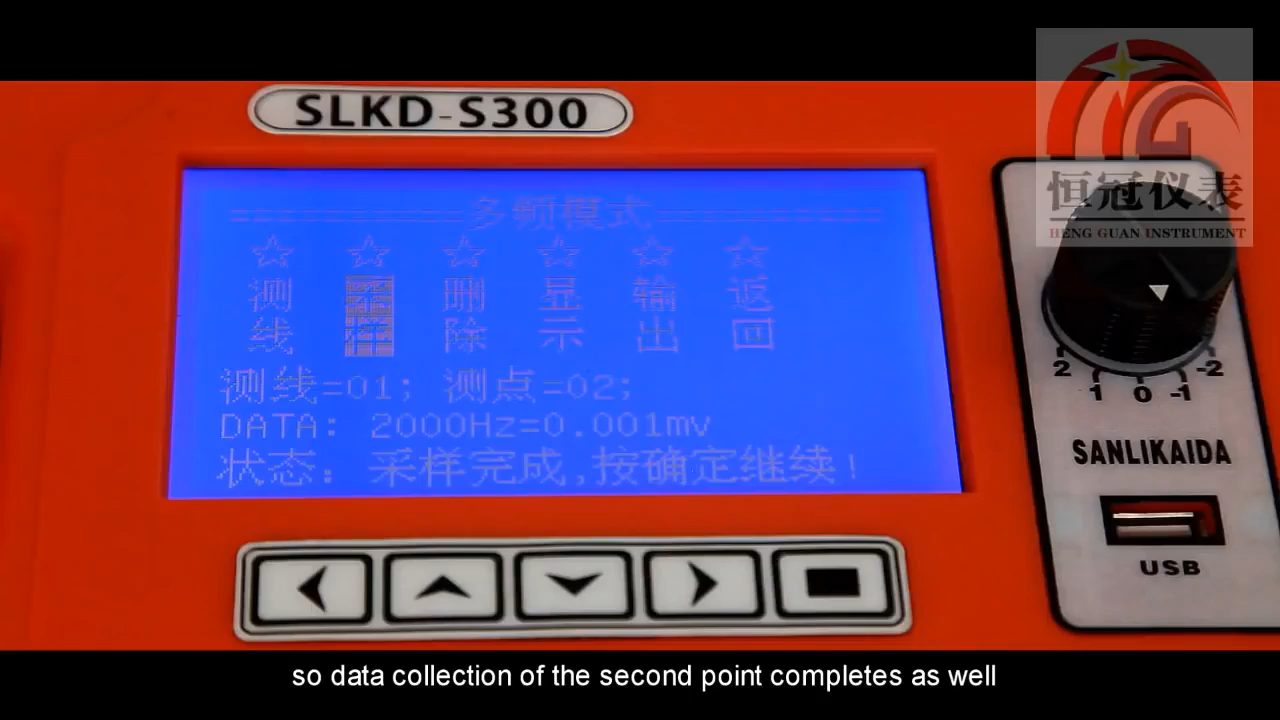 SLKD-S300
恒冠仪表
HENG GUAN INSTRUMENT
多频模式
测线
删除
显示
输出
返回
测线=01; 测点=02;
DATA: 2000Hz=0.001mv
状态: 采样完成,按确定继续!
2 1 0 -1 -2
SANLIKAIDA
USB
so data collection of the second point completes as well